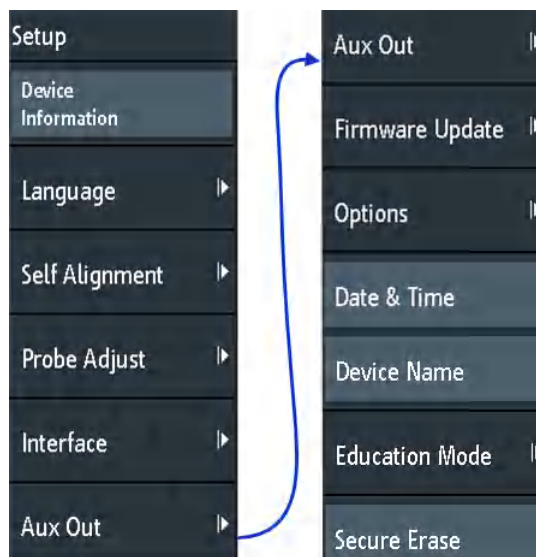 Setup
Device
Information
Language
Self Alignment
Probe Adjust
Interface
Aux Out
Aux Out
Firmware Update
Options
Date & Time
Device Name
Education Mode
Secure Erase